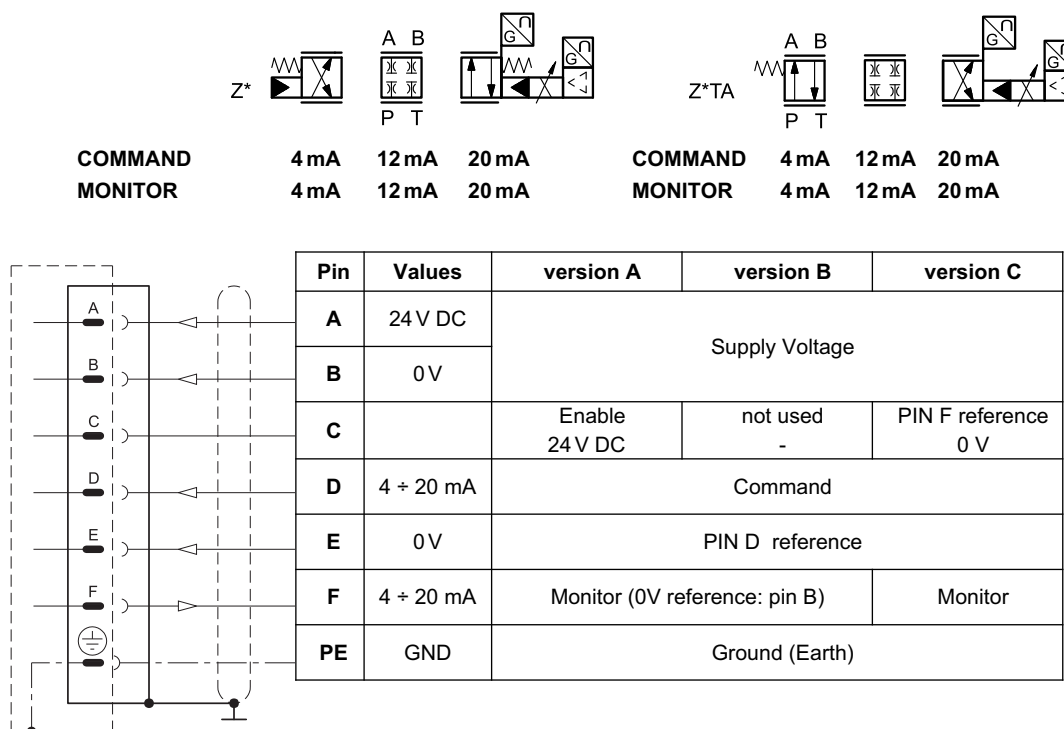 G
G
A B
Z*
P T
G
G
A B
Z*TA
P T
COMMAND 4 mA 12 mA 20 mA
MONITOR 4 mA 12 mA 20 mA
COMMAND 4 mA 12 mA 20 mA
MONITOR 4 mA 12 mA 20 mA
Pin Values version A version B version C
A
A 24 V DC
Supply Voltage
B
B 0 V
C
C
Enable not used PIN F reference
24 V DC - 0 V
D
D 4 ÷ 20 mA Command
E
E 0 V PIN D reference
F
F 4 ÷ 20 mA Monitor (0V reference: pin B) Monitor
PE GND Ground (Earth)